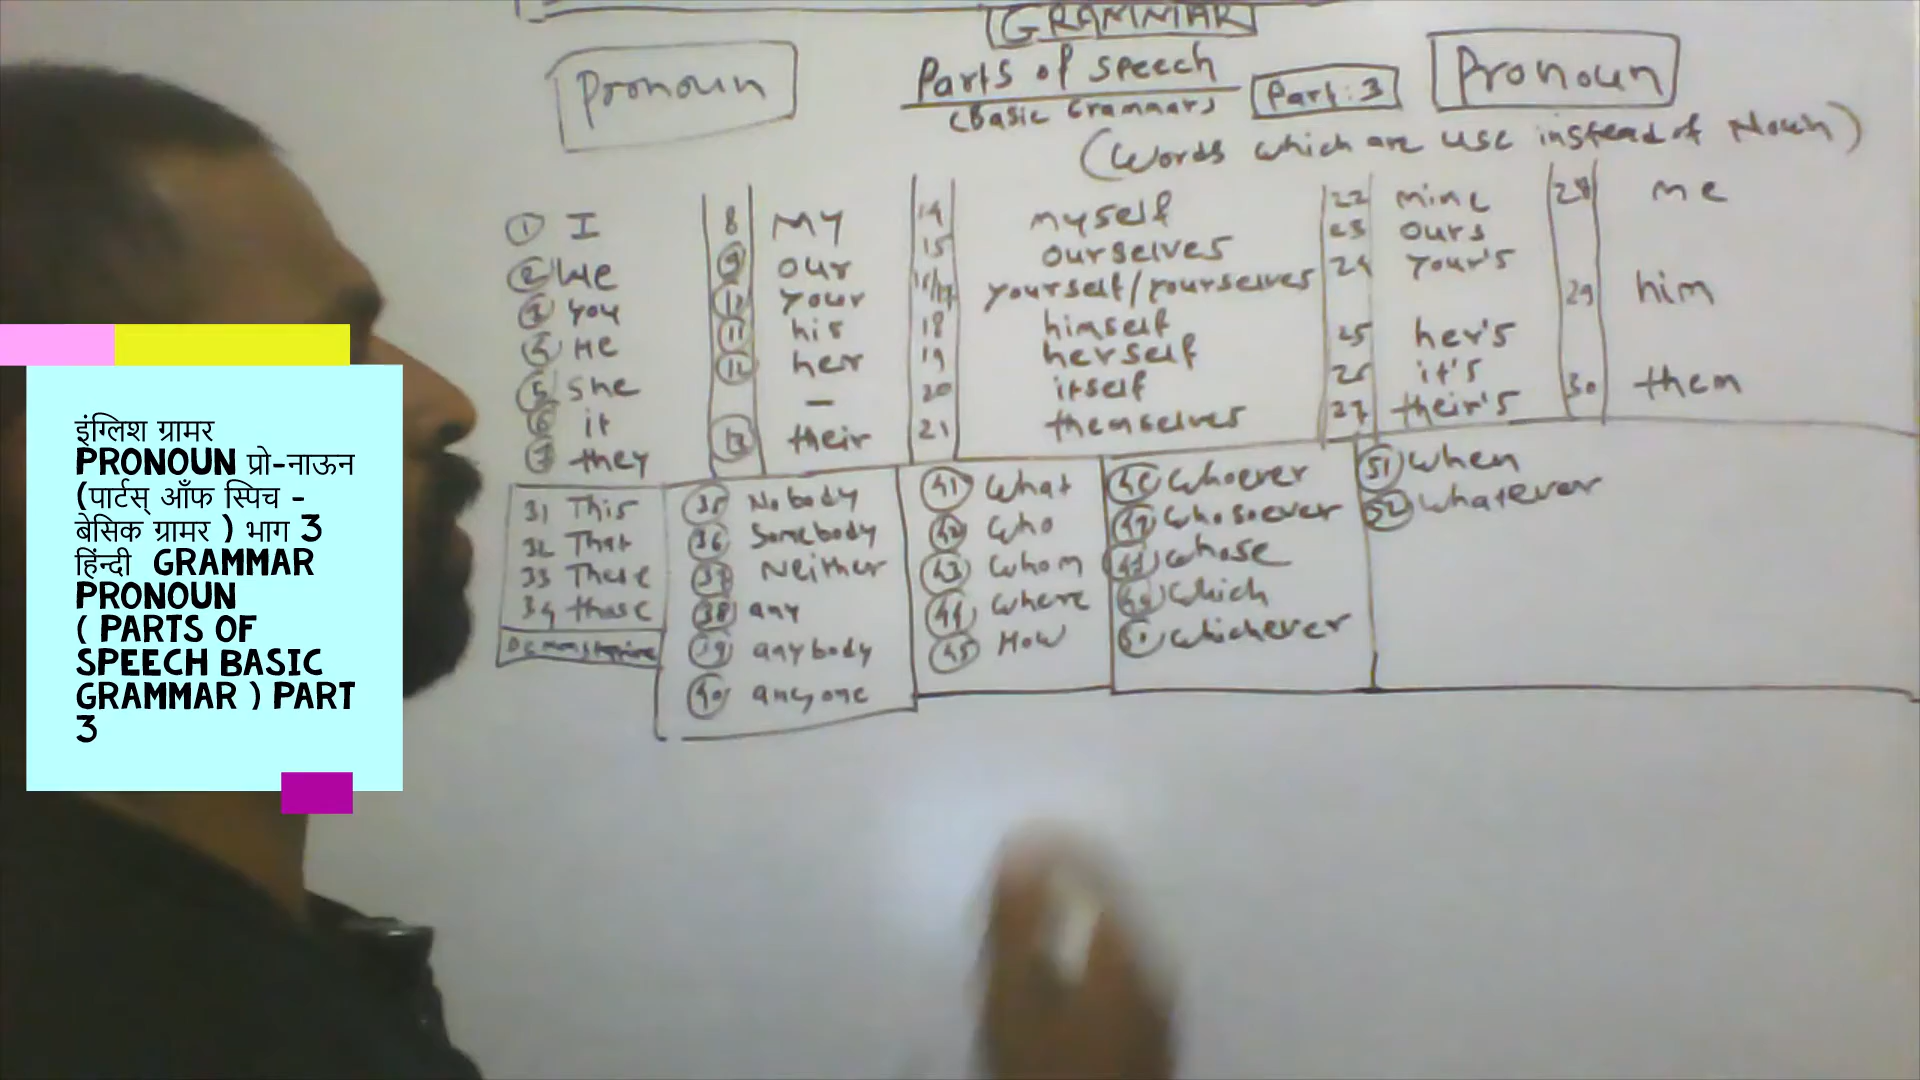 GRAMMAR
Pronoun
Parts of speech
(Basic Grammar)
Part:3
Pronoun
(Words which are use instead of Noun)
1 I
2 We
3 you
4 He
5 She
6 it
7 they
8 MY
9 our
10 your
11 his
12 her
–
13 their
14 myself
15 ourselves
16/17 yourself/yourselves
18 himself
19 herself
20 itself
21 themselves
22 mine
23 ours
24 your's
25 her's
26 it's
27 their's
28 me
29 him
30 them
31 This
32 That
33 These
34 those
35 Nobody
36 Somebody
37 Neither
38 any
39 anybody
40 anyone
41 What
42 Who
43 Whom
44 Where
45 How
46 Whoever
47 Whosoever
48 whose
49 Which
50 Whichever
51 When
52 Whatever
इंग्लिश ग्रामर
PRONOUN प्रो-नाऊन
(पार्टस् ऑफ स्पिच -
बेसिक ग्रामर ) भाग 3
हिंन्दी GRAMMAR
PRONOUN
( PARTS OF
SPEECH BASIC
GRAMMAR ) PART
3